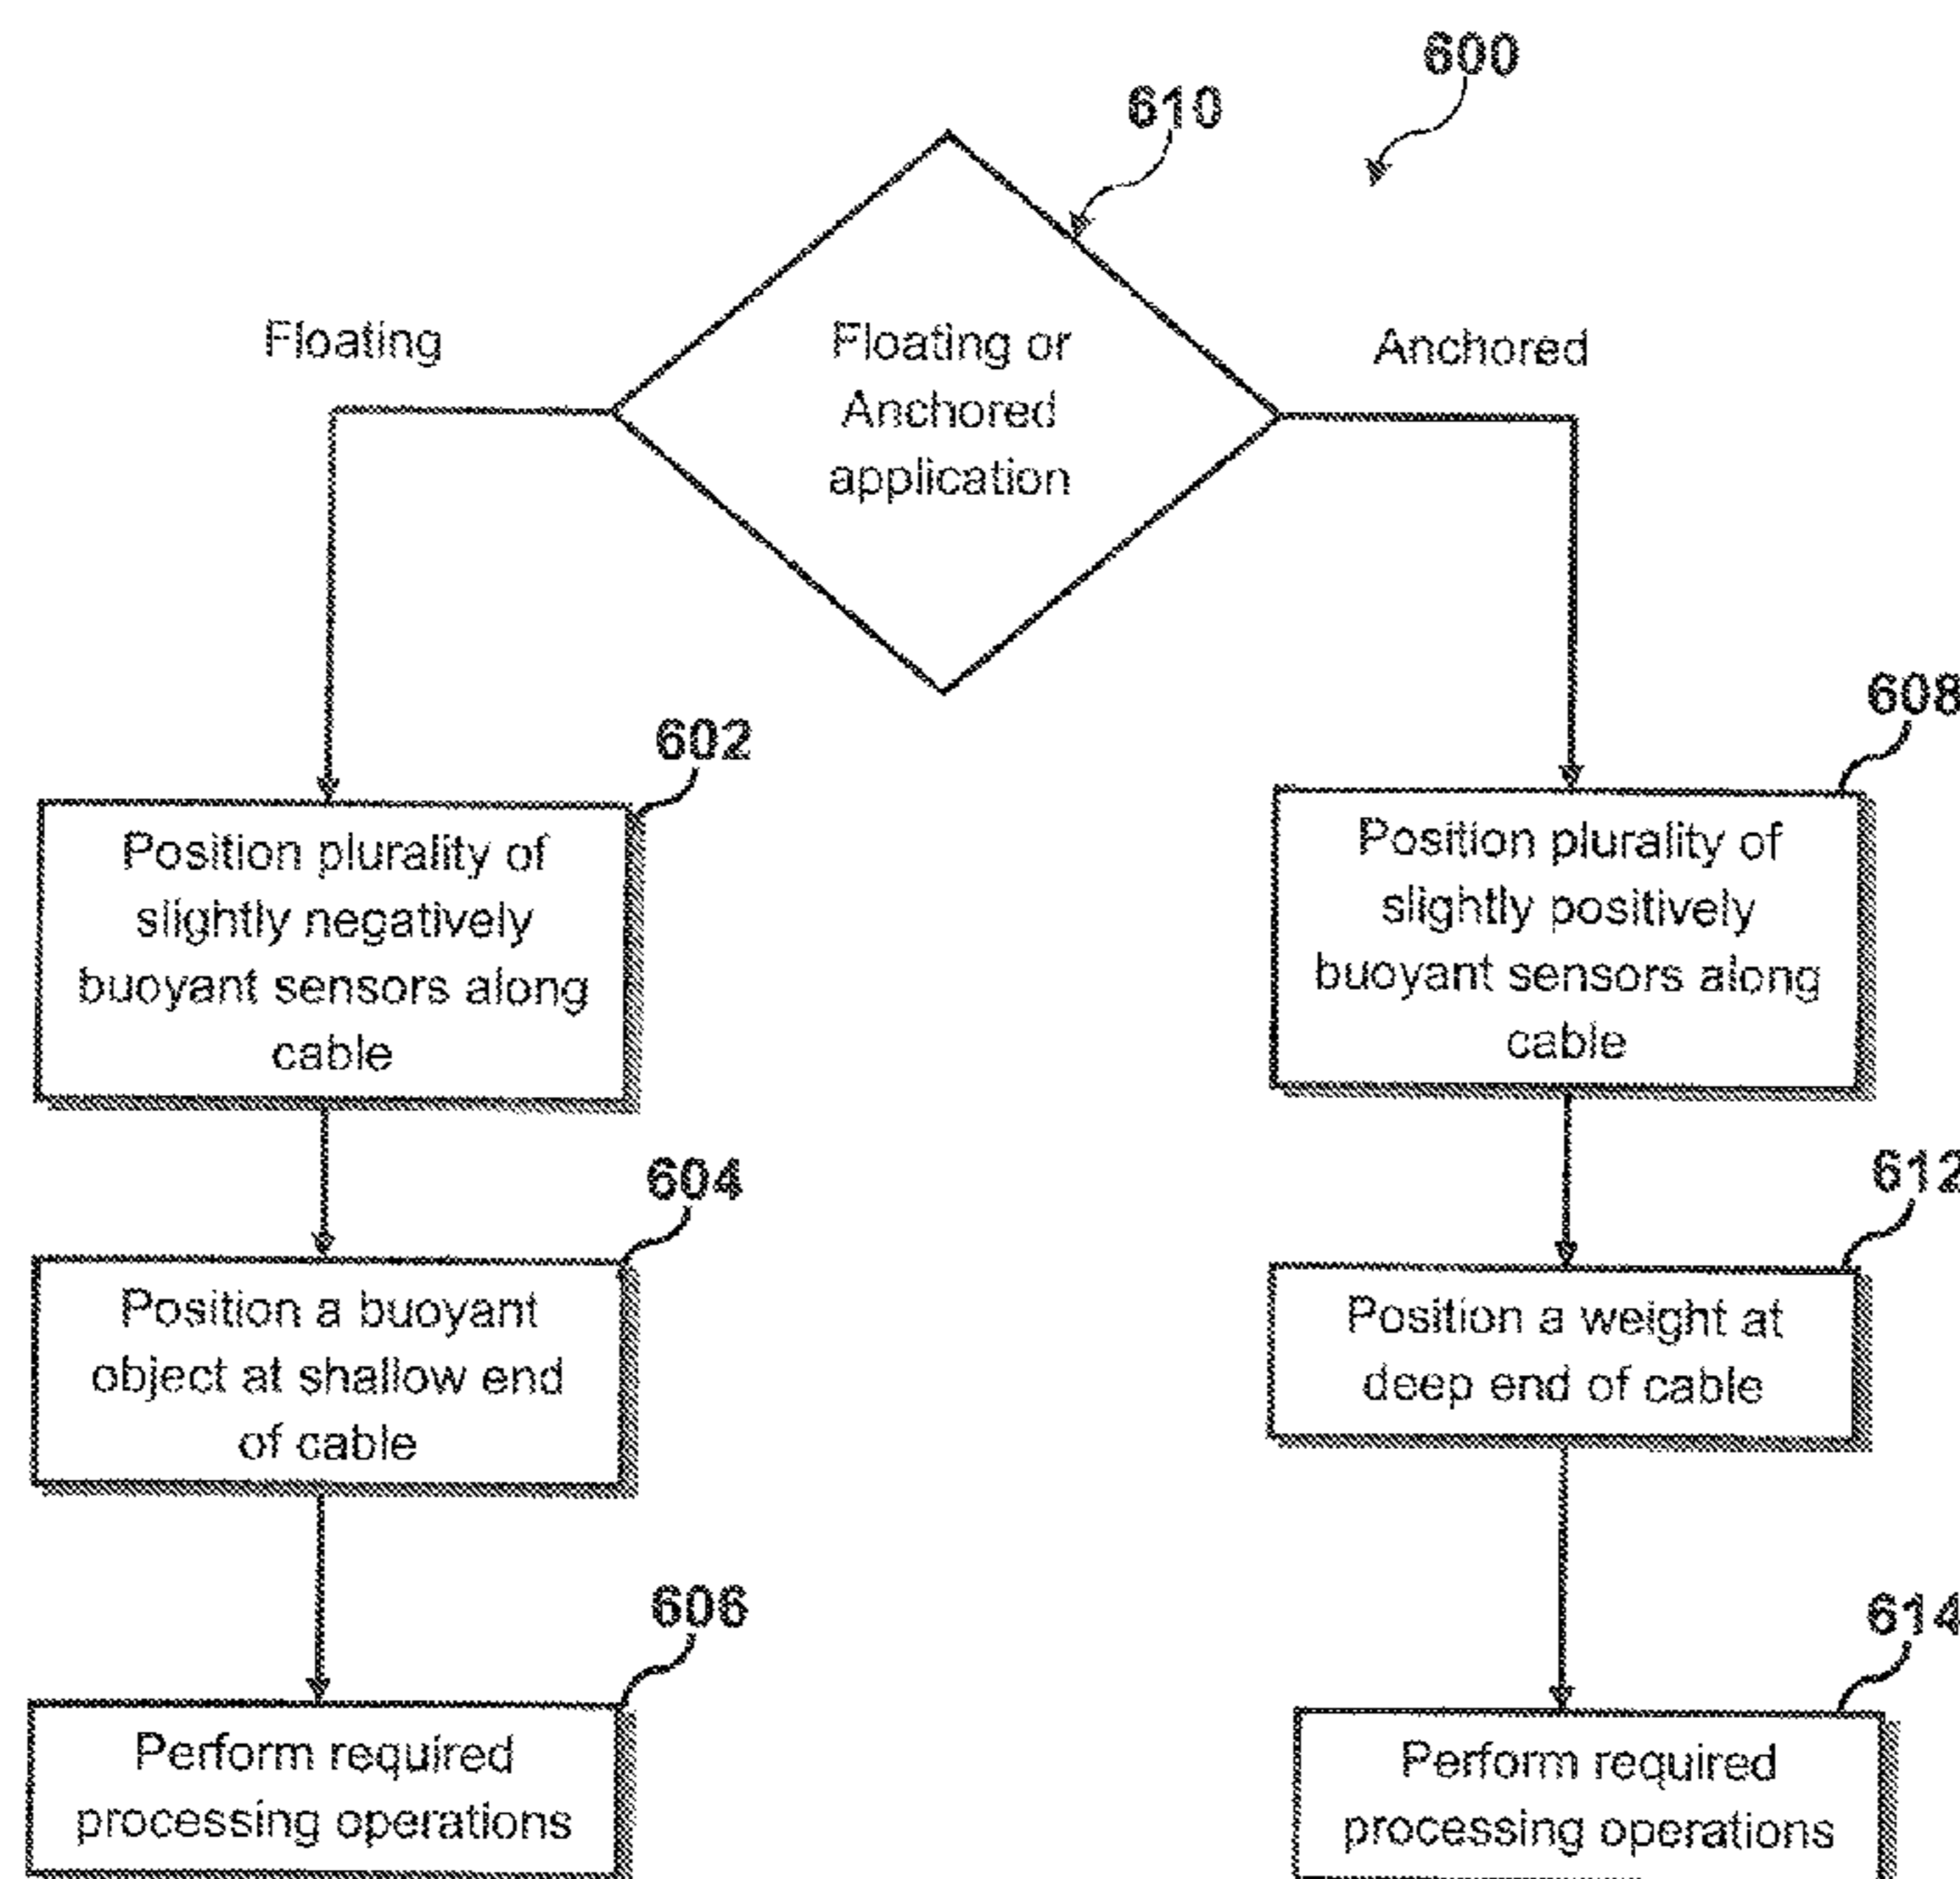 600
610
Floating or
Anchored
application
Floating
Anchored
602
Position plurality of
slightly negatively
buoyant sensors along
cable
608
Position plurality of
slightly positively
buoyant sensors along
cable
604
Position a buoyant
object at shallow end
of cable
612
Position a weight at
deep end of cable
606
Perform required
processing operations
614
Perform required
processing operations